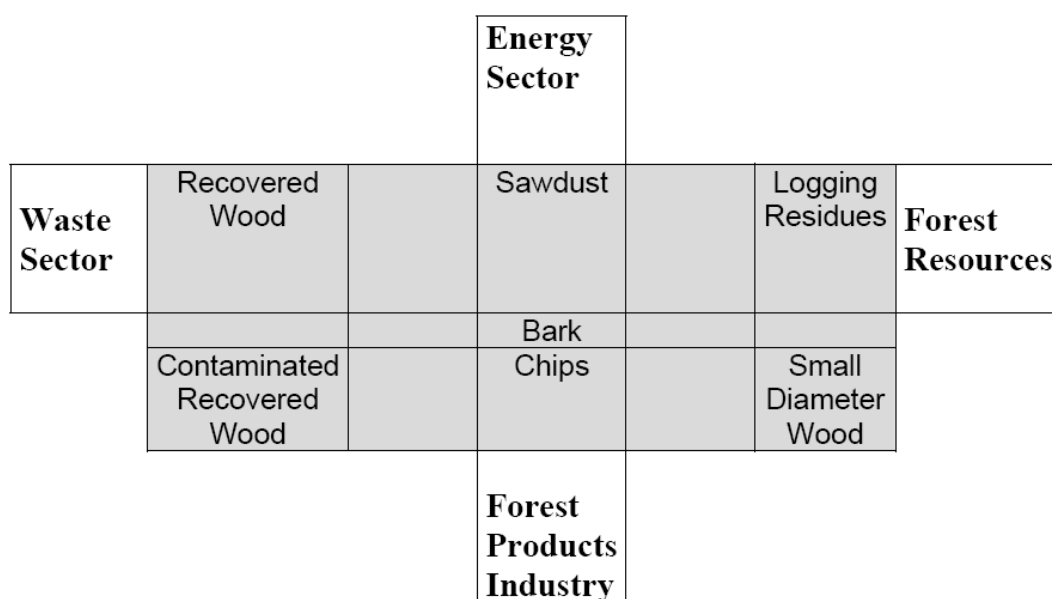 Energy
Sector
Waste
Sector
Recovered
Wood
Sawdust
Logging
Residues
Forest
Resources
Bark
Contaminated
Recovered
Wood
Chips
Small
Diameter
Wood
Forest
Products
Industry